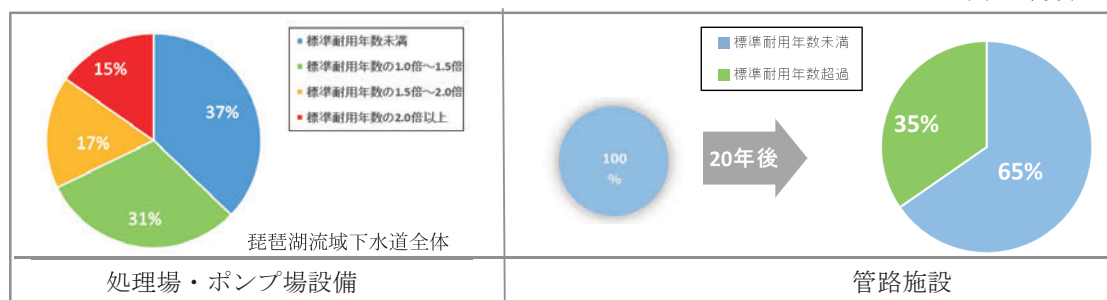 標準耐用年数未満
標準耐用年数の1.0倍～1.5倍
標準耐用年数の1.5倍～2.0倍
標準耐用年数の2.0倍以上
15%
37%
17%
31%
琵琶湖流域下水道全体
処理場・ポンプ場設備
標準耐用年数未満
標準耐用年数超過
100
%
20年後
35%
65%
管路施設